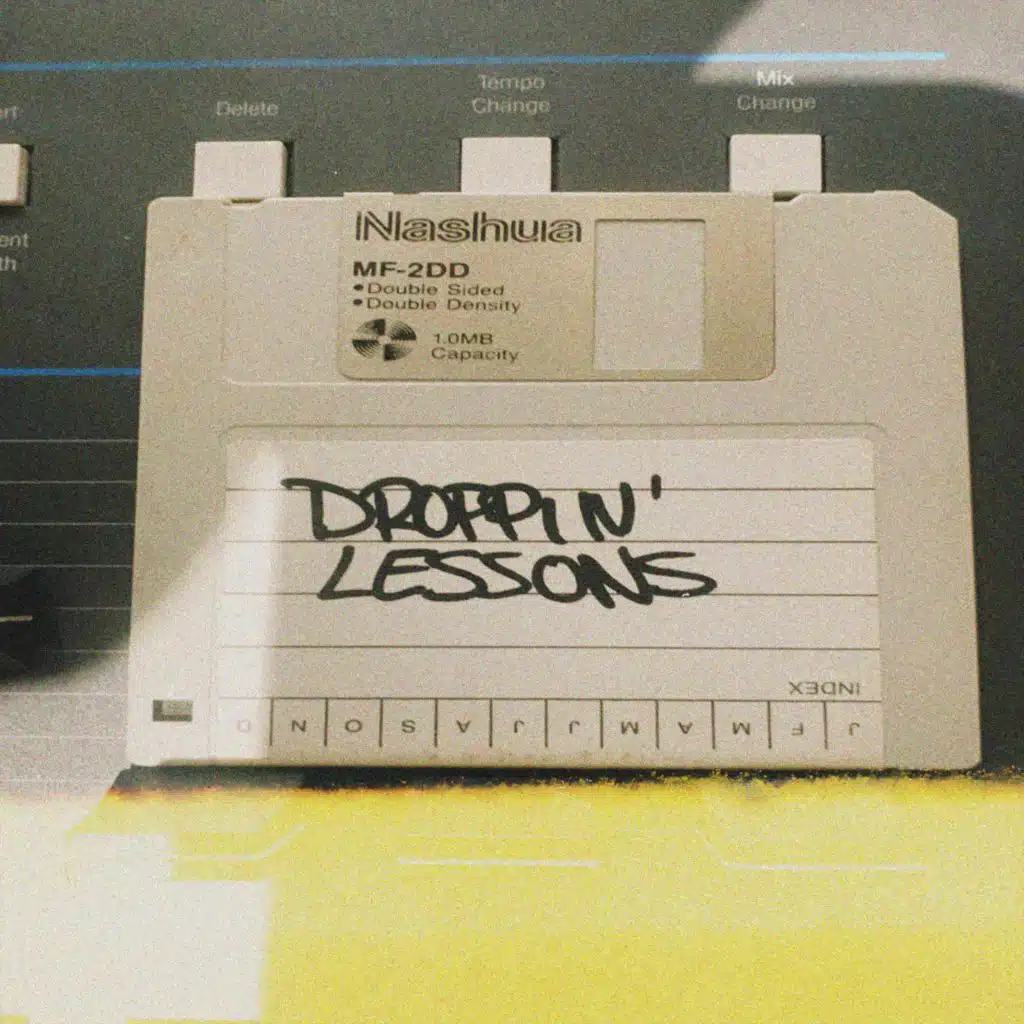 Delete
Tempo
Change
Mix
Change
Nashua
MF-2DD
•Double Sided
•Double Density
1.0MB
Capacity
DROPPIN'
LESSONS
INDEX
J F M A M J J A S O N D